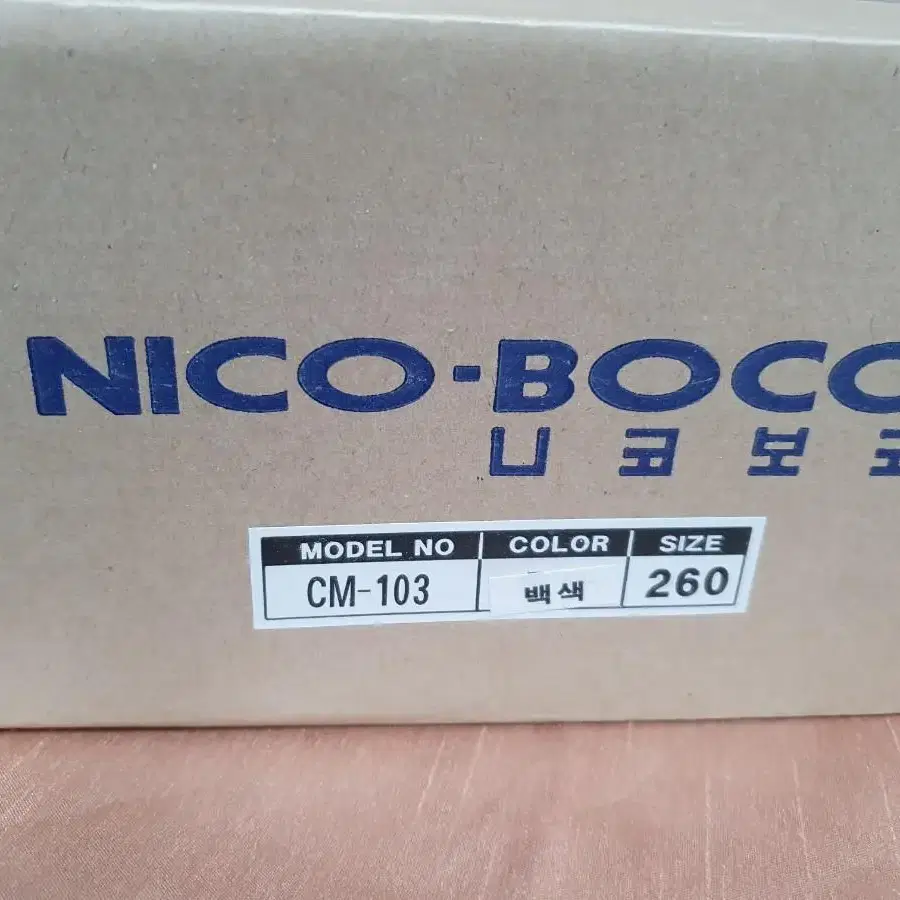 NICO-BOCO
니코보코
MODEL NO COLOR SIZE
CM-103 백색 260